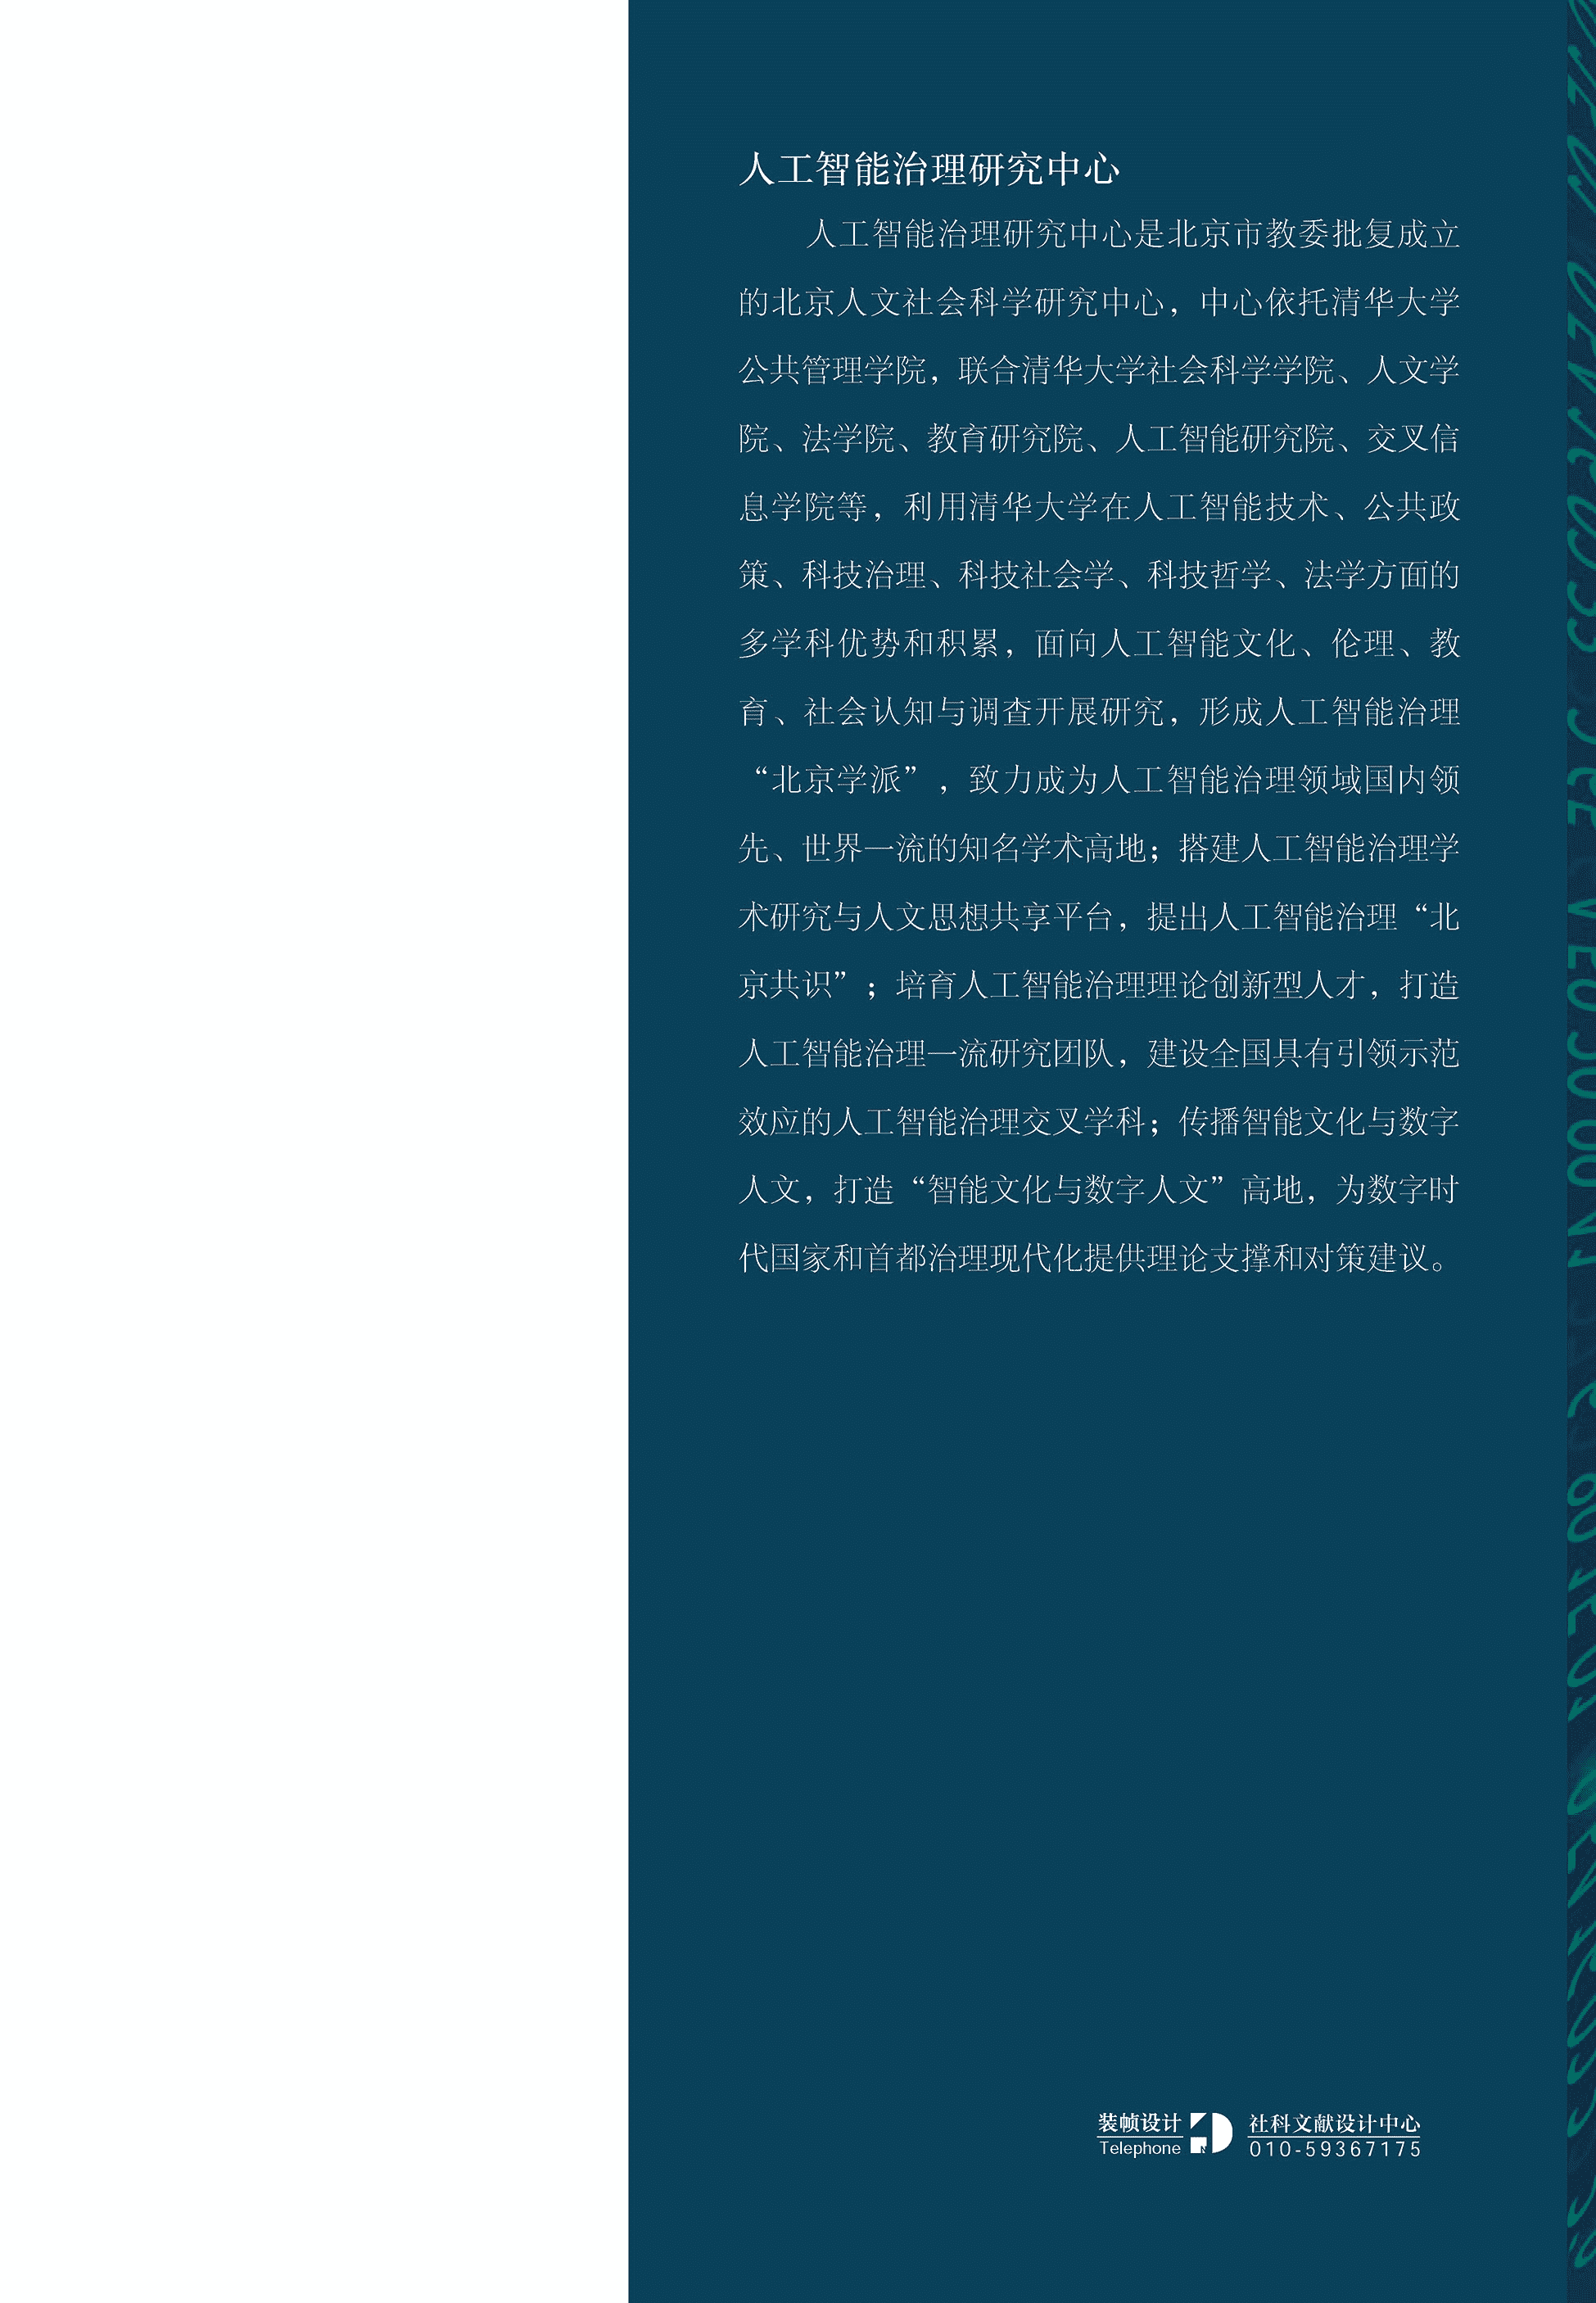 人工智能治理研究中心
人工智能治理研究中心是北京市教委批复成立
的北京人文社会科学研究中心，中心依托清华大学
公共管理学院，联合清华大学社会科学学院、人文学
院、法学院、教育研究院、人工智能研究院、交叉信
息学院等，利用清华大学在人工智能技术、公共政
策、科技治理、科技社会学、科技哲学、法学方面的
多学科优势和积累，面向人工智能文化、伦理、教
育、社会认知与调查开展研究，形成人工智能治理
“北京学派”，致力成为人工智能治理领域国内领
先、世界一流的知名学术高地；搭建人工智能治理学
术研究与人文思想共享平台，提出人工智能治理“北
京共识”；培育人工智能治理理论创新型人才，打造
人工智能治理一流研究团队，建设全国具有引领示范
效应的人工智能治理交叉学科；传播智能文化与数字
人文，打造“智能文化与数字人文”高地，为数字时
代国家和首都治理现代化提供理论支撑和对策建议。
装帧设计 社科文献设计中心
Telephone 010-59367175